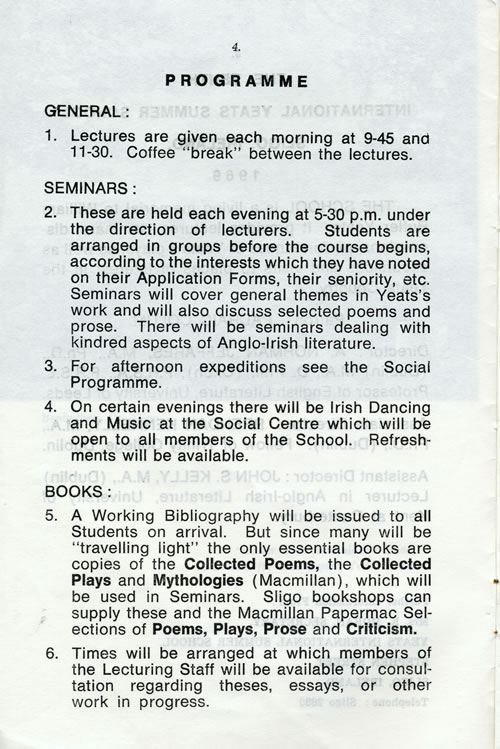 4.
PROGRAMME
GENERAL:
1. Lectures are given each morning at 9-45 and
11-30. Coffee "break" between the lectures.
SEMINARS:
2. These are held each evening at 5-30 p.m. under
the direction of lecturers. Students are
arranged in groups before the course begins,
according to the interests which they have noted
on their Application Forms, their seniority, etc.
Seminars will cover general themes in Yeats's
work and will also discuss selected poems and
prose. There will be seminars dealing with
kindred aspects of Anglo-Irish literature.
3. For afternoon expeditions see the Social
Programme.
4. On certain evenings there will be Irish Dancing
and Music at the Social Centre which will be
open to all members of the School. Refresh-
ments will be available.
BOOKS:
5. A Working Bibliography will be issued to all
Students on arrival. But since many will be
"travelling light" the only essential books are
copies of the Collected Poems, the Collected
Plays and Mythologies (Macmillan), which will
be used in Seminars. Sligo bookshops can
supply these and the Macmillan Papermac Sel-
ections of Poems, Plays, Prose and Criticism.
6. Times will be arranged at which members of
the Lecturing Staff will be available for consul-
tation regarding theses, essays, or other
work in progress.